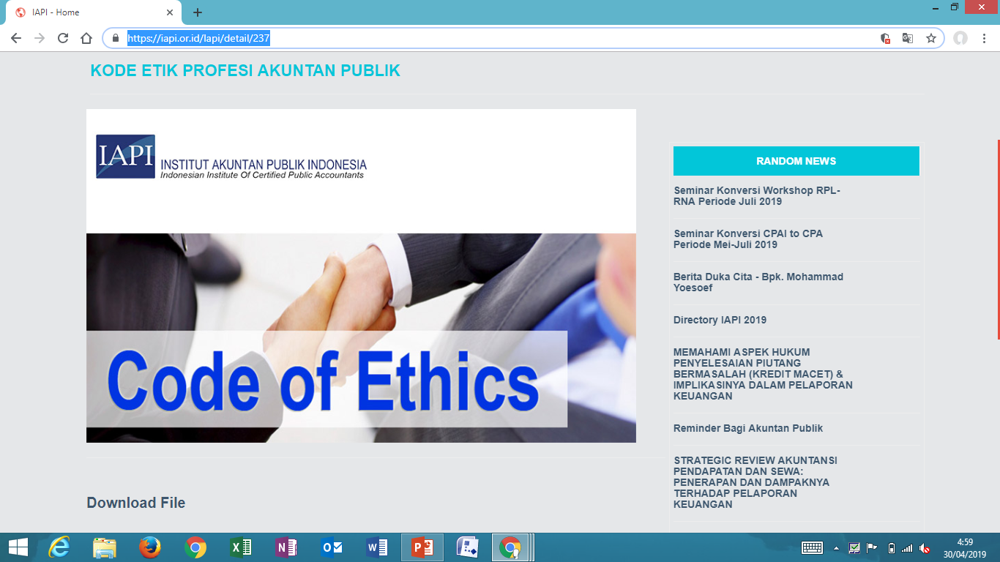 IAPI - Home
https://iapi.or.id/Iapi/detail/237
KODE ETIK PROFESI AKUNTAN PUBLIK
IAPI
INSTITUT AKUNTAN PUBLIK INDONESIA
Indonesian Institute Of Certified Public Accountants
Code of Ethics
Download File
RANDOM NEWS
Seminar Konversi Workshop RPL-
RNA Periode Juli 2019
Seminar Konversi CPAI to CPA
Periode Mei-Juli 2019
Berita Duka Cita - Bpk. Mohammad
Yoesoef
Directory IAPI 2019
MEMAHAMI ASPEK HUKUM
PENYELESAIAN PIUTANG
BERMASALAH (KREDIT MACET) &
IMPLIKASINYA DALAM PELAPORAN
KEUANGAN
Reminder Bagi Akuntan Publik
STRATEGIC REVIEW AKUNTANSI
PENDAPATAN DAN SEWA:
PENERAPAN DAN DAMPAKNYA
TERHADAP PELAPORAN
KEUANGAN
4:59
30/04/2019